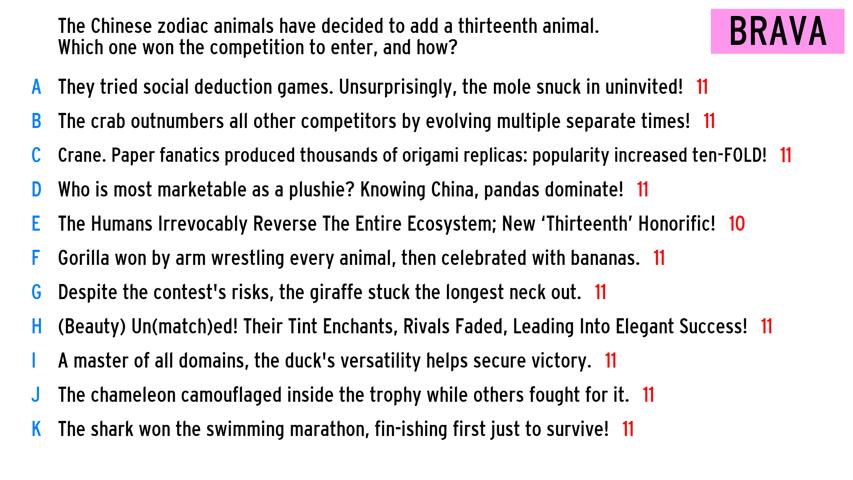 The Chinese zodiac animals have decided to add a thirteenth animal.
Which one won the competition to enter, and how?
BRAVA
A They tried social deduction games. Unsurprisingly, the mole snuck in uninvited! 11
B The crab outnumbers all other competitors by evolving multiple separate times! 11
C Crane. Paper fanatics produced thousands of origami replicas: popularity increased ten-FOLD! 11
D Who is most marketable as a plushie? Knowing China, pandas dominate! 11
E The Humans Irrevocably Reverse The Entire Ecosystem; New ‘Thirteenth’ Honorific! 10
F Gorilla won by arm wrestling every animal, then celebrated with bananas. 11
G Despite the contest's risks, the giraffe stuck the longest neck out. 11
H (Beauty) Un(match)ed! Their Tint Enchants, Rivals Faded, Leading Into Elegant Success! 11
I A master of all domains, the duck's versatility helps secure victory. 11
J The chameleon camouflaged inside the trophy while others fought for it. 11
K The shark won the swimming marathon, fin-ishing first just to survive! 11